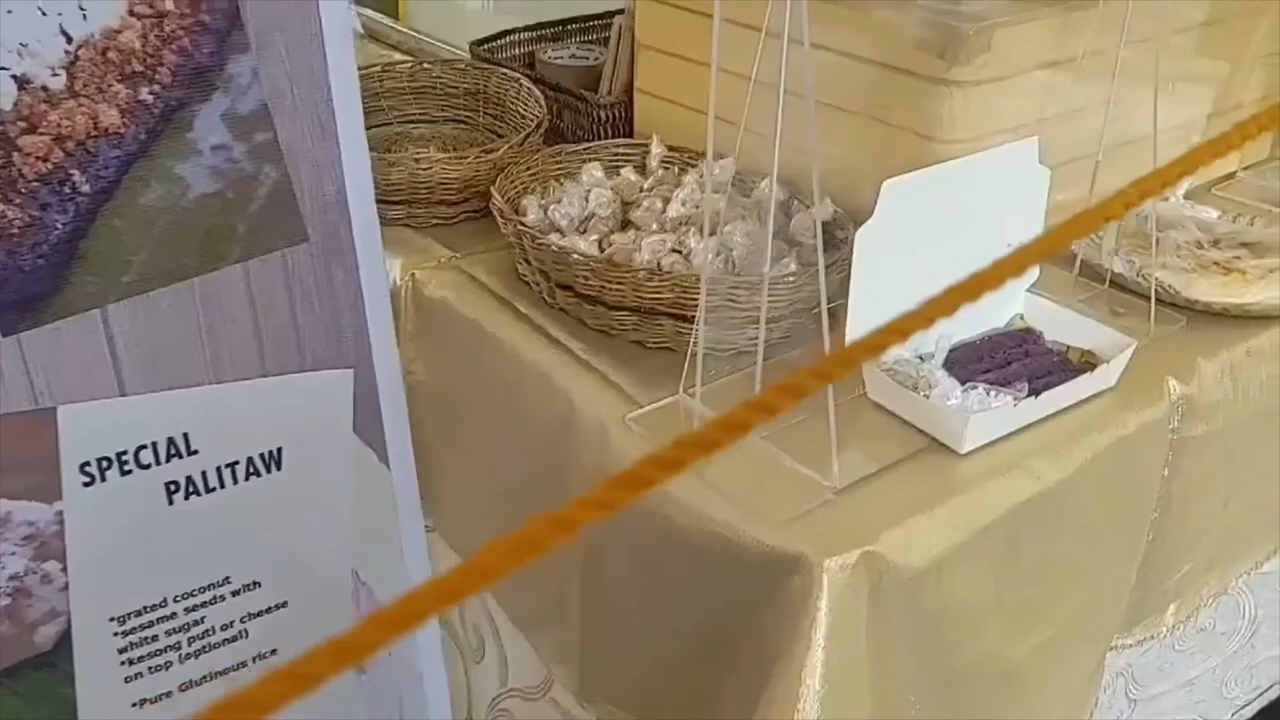 SPECIAL
PALITAW
*grated coconut
*sesame seeds with
white sugar
*kesong puti or cheese
on top (optional)
*Pure Glutinous rice